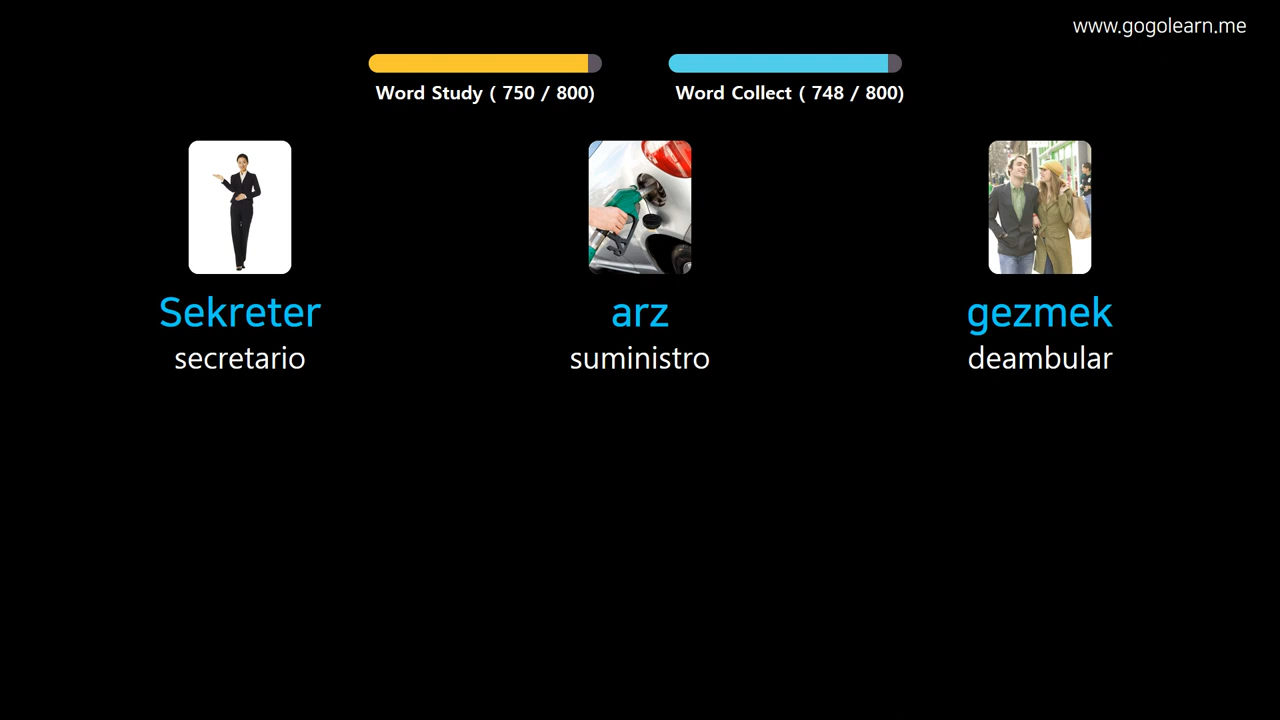 www.gogolearn.me
Word Study ( 750 / 800)
Word Collect ( 748 / 800)
Sekreter
secretario
arz
suministro
gezmek
deambular